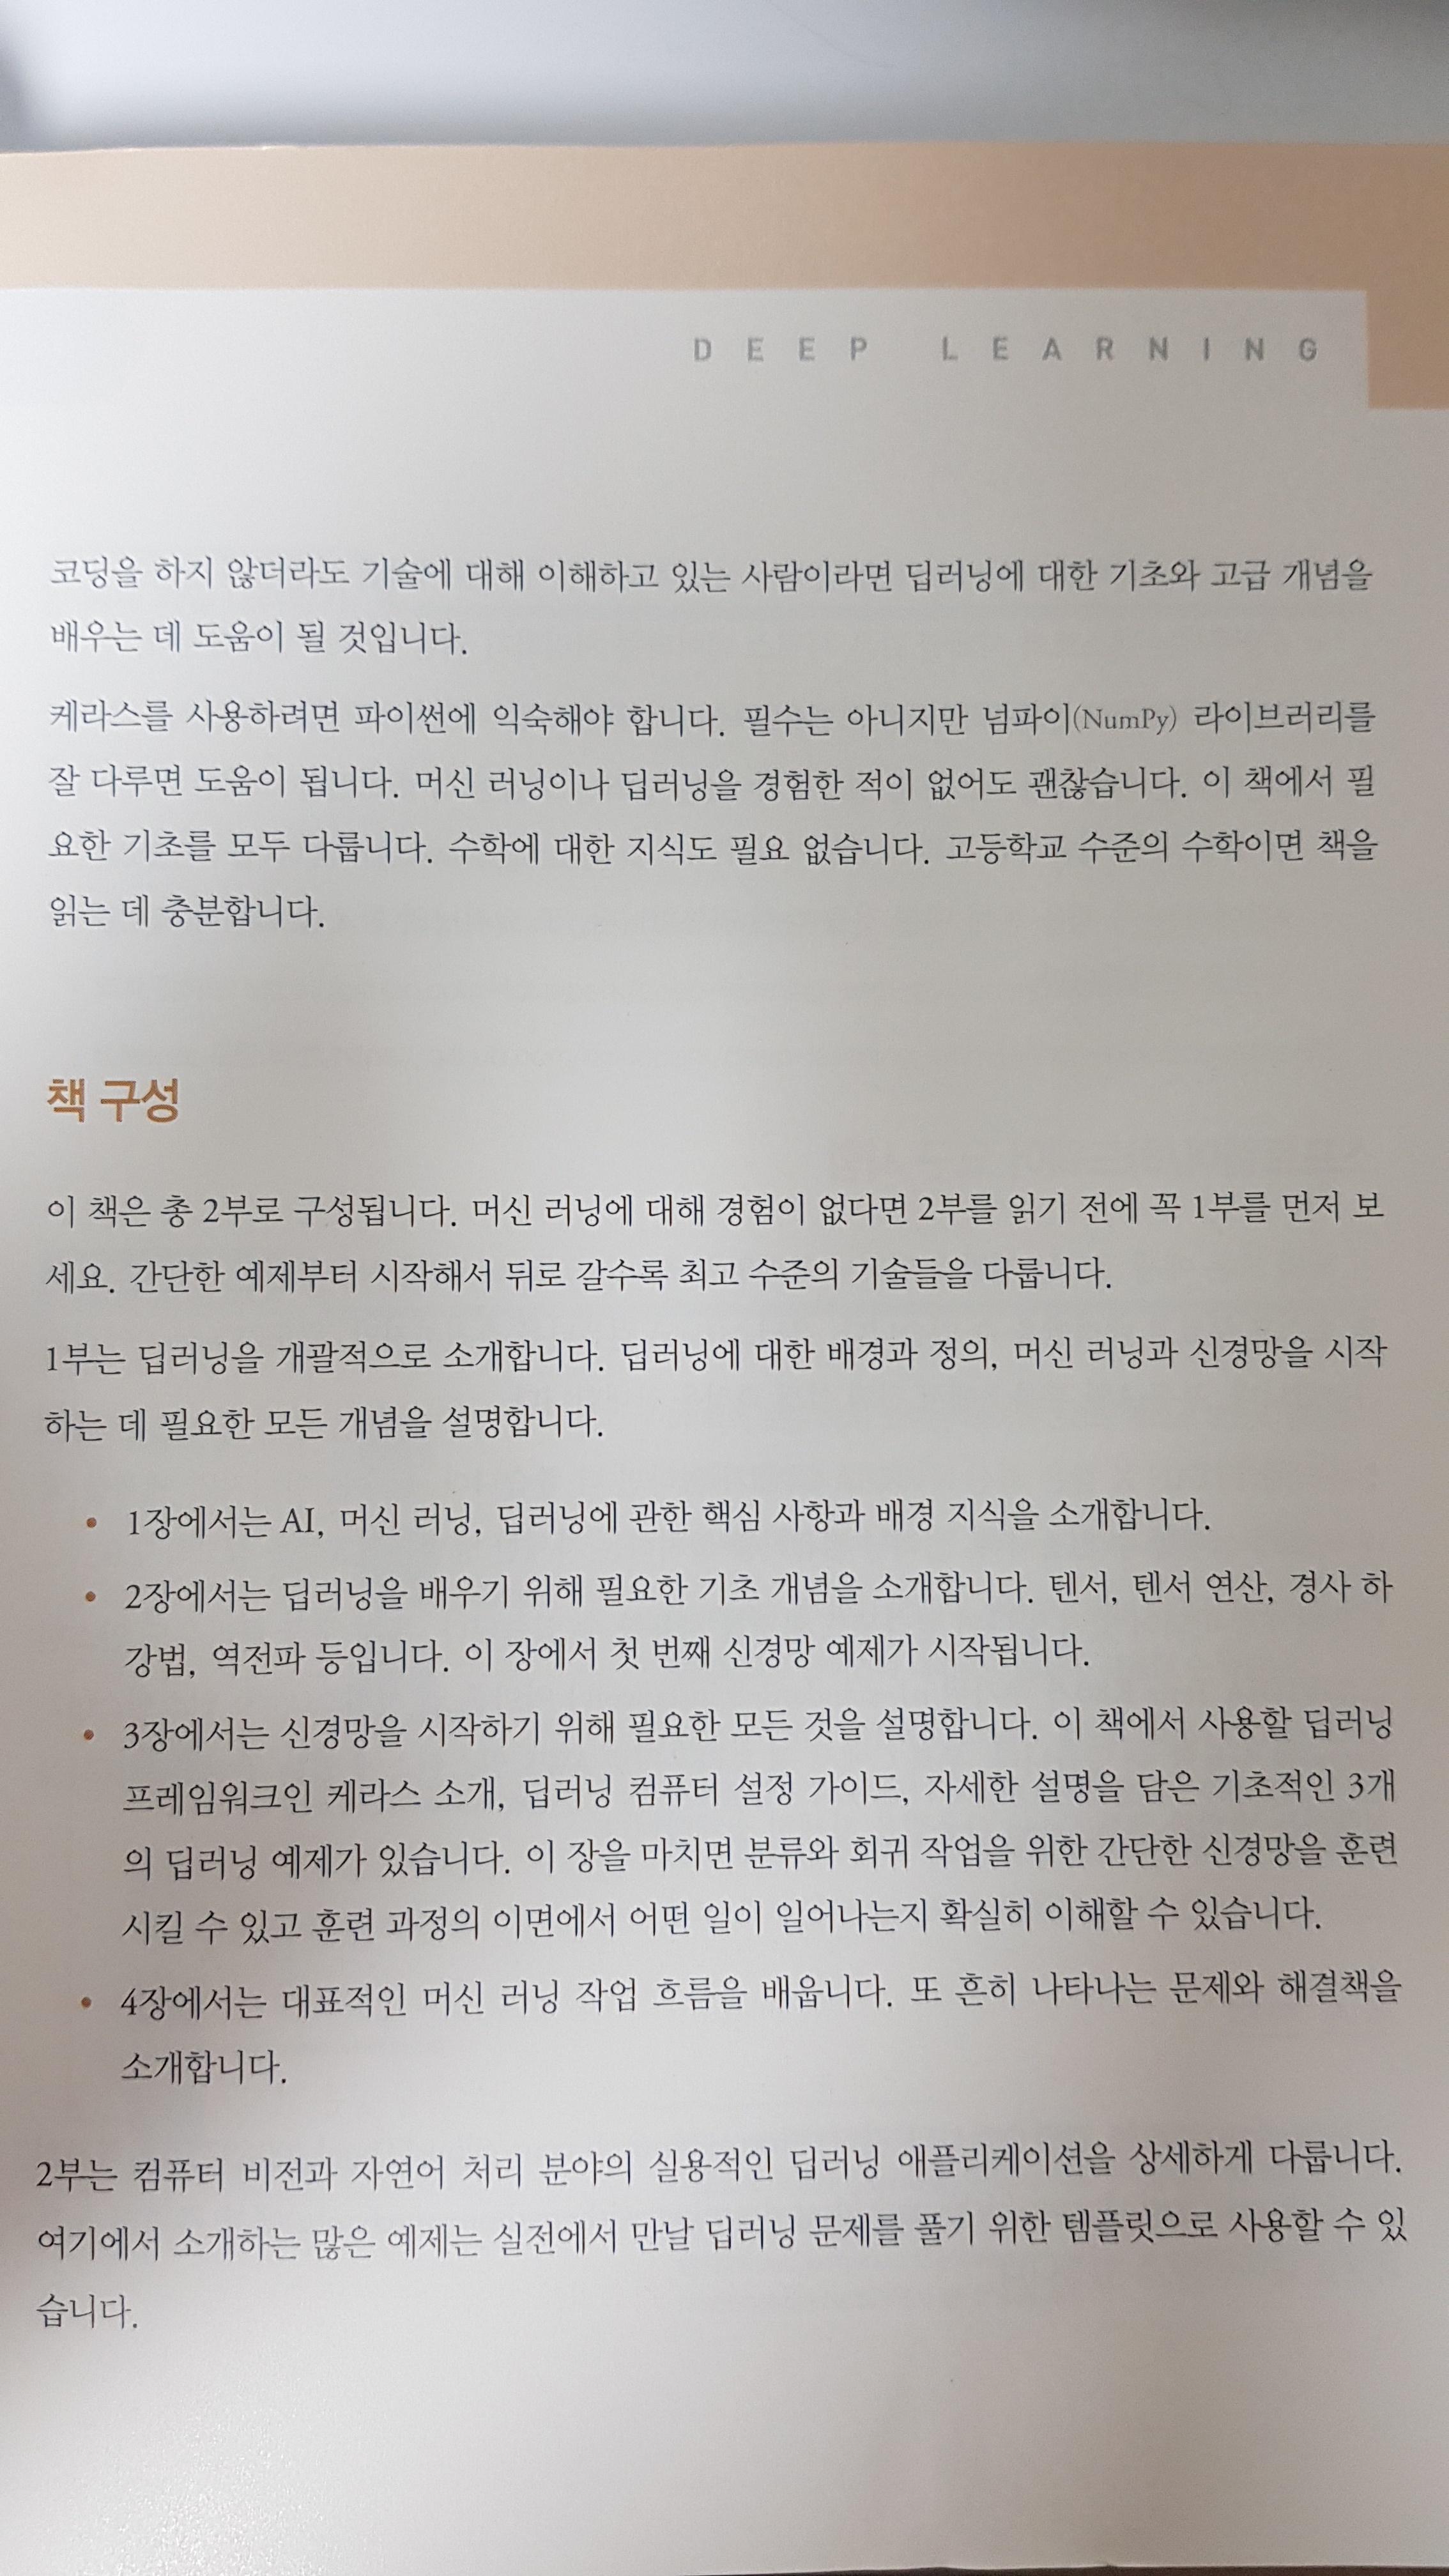 DEEP LEARNING
코딩을 하지 않더라도 기술에 대해 이해하고 있는 사람이라면 딥러닝에 대한 기초와 고급 개념을
배우는 데 도움이 될 것입니다.
케라스를 사용하려면 파이썬에 익숙해야 합니다. 필수는 아니지만 넘파이(NumPy) 라이브러리를
잘 다루면 도움이 됩니다. 머신 러닝이나 딥러닝을 경험한 적이 없어도 괜찮습니다. 이 책에서 필
요한 기초를 모두 다룹니다. 수학에 대한 지식도 필요 없습니다. 고등학교 수준의 수학이면 책을
읽는 데 충분합니다.
책 구성
이 책은 총 2부로 구성됩니다. 머신 러닝에 대해 경험이 없다면 2부를 읽기 전에 꼭 1부를 먼저 보
세요. 간단한 예제부터 시작해서 뒤로 갈수록 최고 수준의 기술들을 다룹니다.
1부는 딥러닝을 개괄적으로 소개합니다. 딥러닝에 대한 배경과 정의, 머신 러닝과 신경망을 시작
하는 데 필요한 모든 개념을 설명합니다.
• 1장에서는 AI, 머신 러닝, 딥러닝에 관한 핵심 사항과 배경 지식을 소개합니다.
• 2장에서는 딥러닝을 배우기 위해 필요한 기초 개념을 소개합니다. 텐서, 텐서 연산, 경사 하
강법, 역전파 등입니다. 이 장에서 첫 번째 신경망 예제가 시작됩니다.
• 3장에서는 신경망을 시작하기 위해 필요한 모든 것을 설명합니다. 이 책에서 사용할 딥러닝
프레임워크인 케라스 소개, 딥러닝 컴퓨터 설정 가이드, 자세한 설명을 담은 기초적인 3개
의 딥러닝 예제가 있습니다. 이 장을 마치면 분류와 회귀 작업을 위한 간단한 신경망을 훈련
시킬 수 있고 훈련 과정의 이면에서 어떤 일이 일어나는지 확실히 이해할 수 있습니다.
• 4장에서는 대표적인 머신 러닝 작업 흐름을 배웁니다. 또 흔히 나타나는 문제와 해결책을
소개합니다.
2부는 컴퓨터 비전과 자연어 처리 분야의 실용적인 딥러닝 애플리케이션을 상세하게 다룹니다.
여기에서 소개하는 많은 예제는 실전에서 만날 딥러닝 문제를 풀기 위한 템플릿으로 사용할 수 있
습니다.